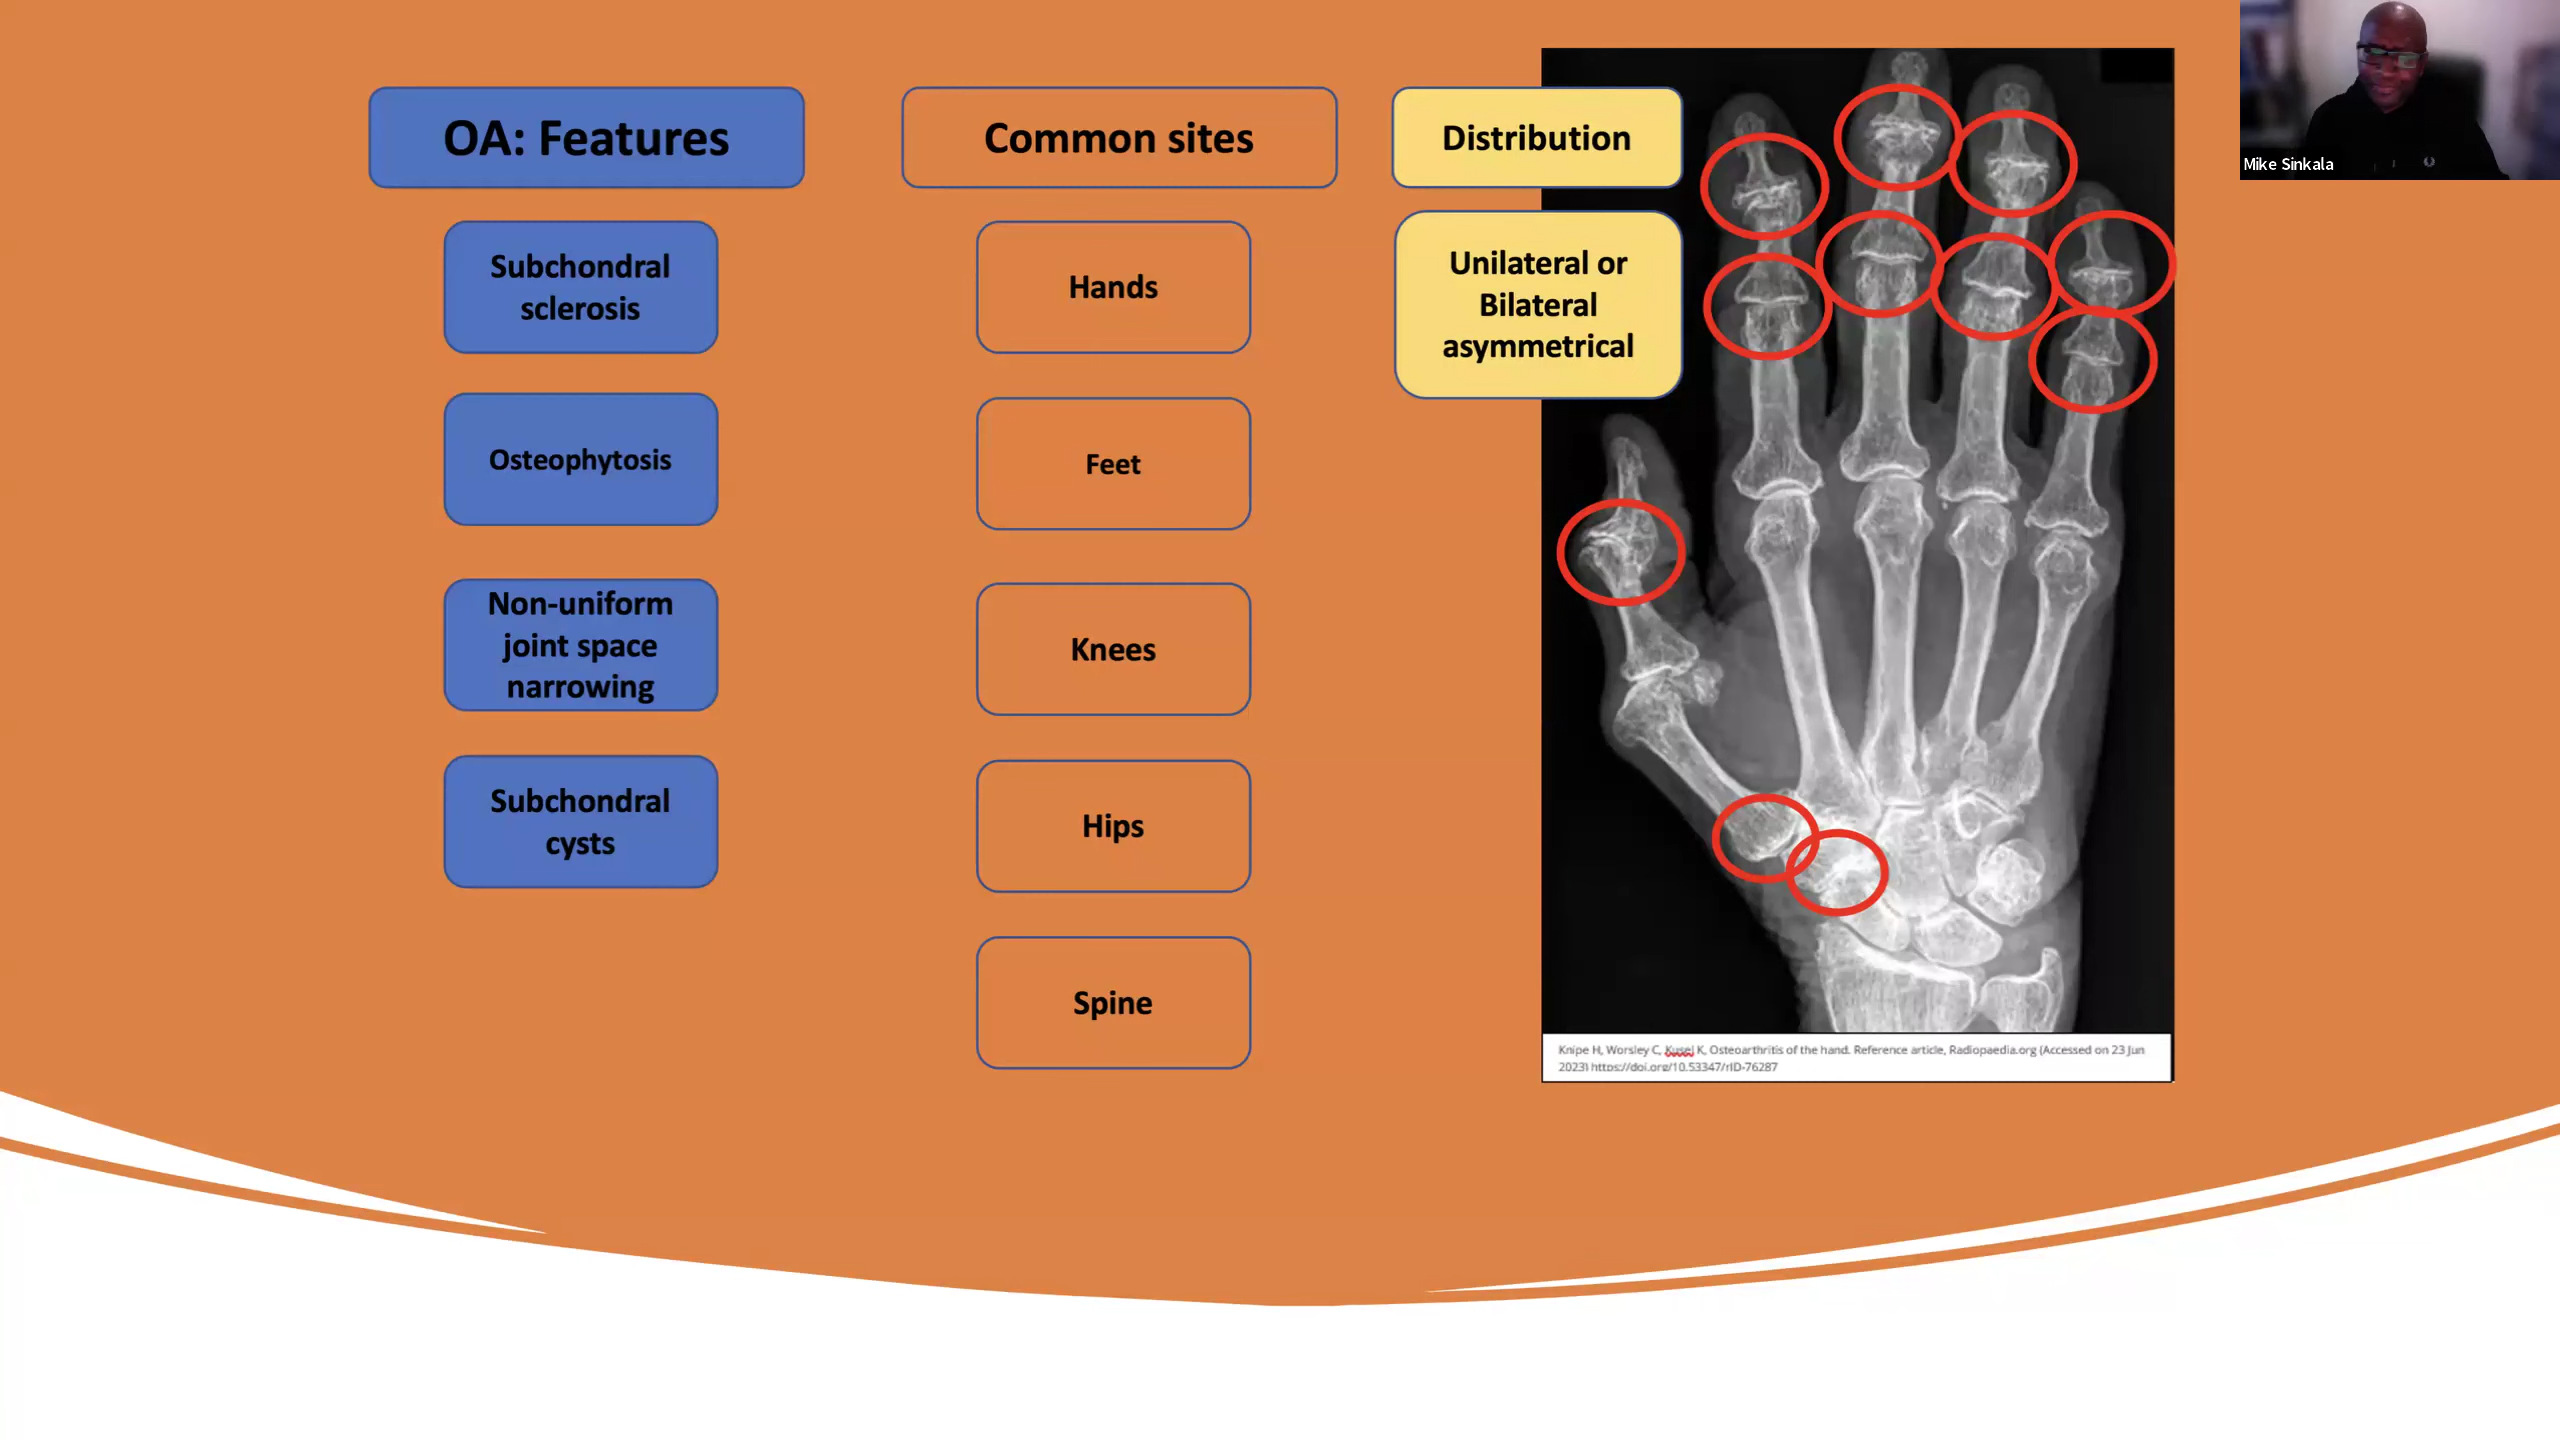 OA: Features
Subchondral
sclerosis
Osteophytosis
Non-uniform
joint space
narrowing
Subchondral
cysts
Common sites
Hands
Feet
Knees
Hips
Spine
Distribution
Unilateral or
Bilateral
asymmetrical
Knipe H, Worsley C, Kusel K, Osteoarthritis of the hand. Reference article, Radiopaedia.org (Accessed on 23 Jun
2023) https://doi.org/10.53347/rID-76287
Mike Sinkala